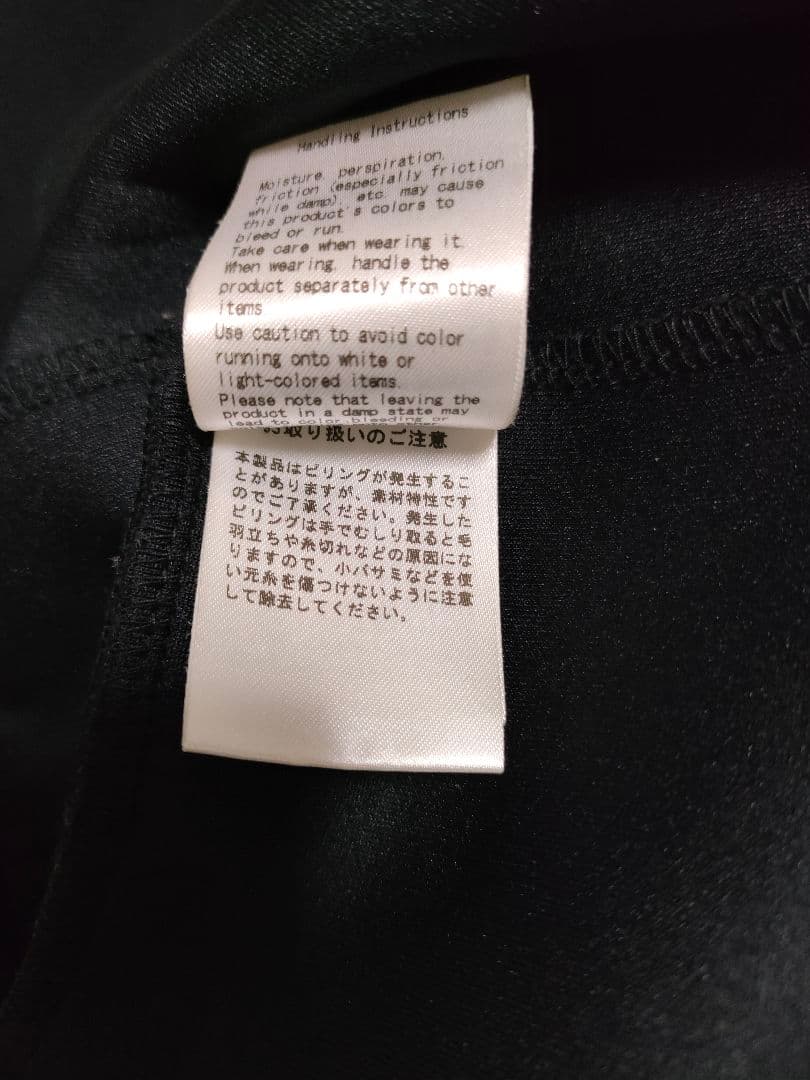 Handling Instructions
Moisture, perspiration,
friction (especially friction
while damp), etc. may cause
this product's colors to
bleed or run.
Take care when wearing it.
When wearing, handle the
product separately from other
items
Use caution to avoid color
running onto white or
light-colored items.
Please note that leaving the
product in a damp state may
lead to color bleeding or
取り扱いのご注意
本製品はピリングが発生するこ
とがありますが、素材特性です
のでご了承ください。発生した
ピリングは手でむしり取ると毛
羽立ちや糸切れなどの原因にな
りますので、小バサミなどを使
い元糸を傷つけないように注意
して除去してください。